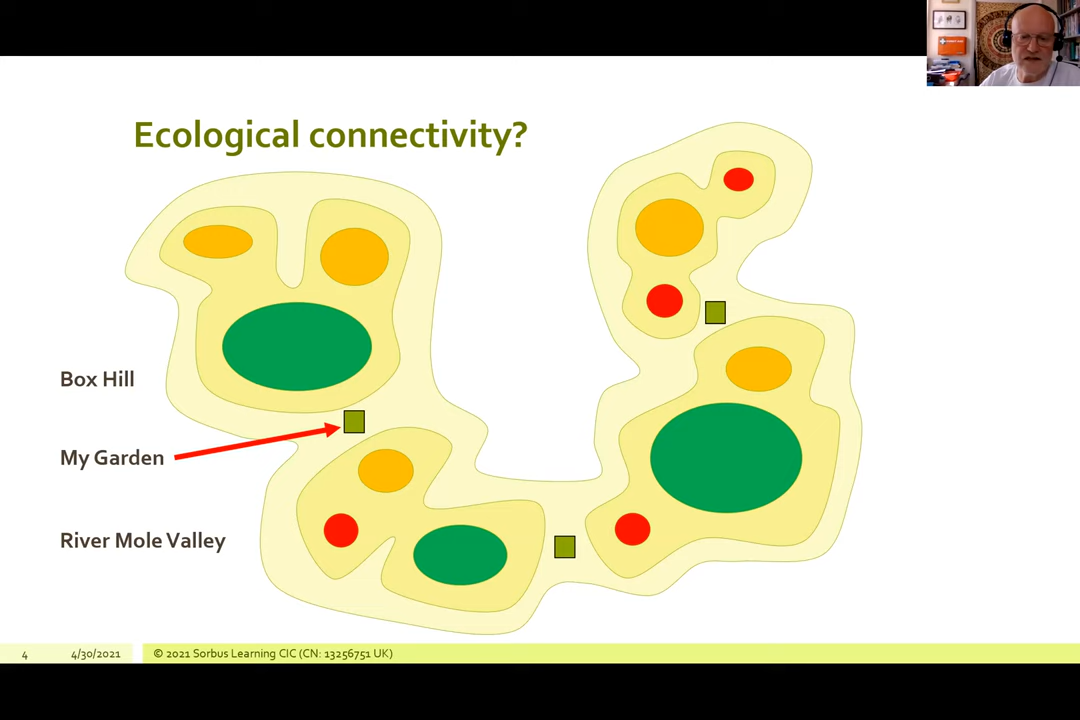 Ecological connectivity?
Box Hill
My Garden
River Mole Valley
4
4/30/2021
© 2021 Sorbus Learning CIC (CN: 13256751 UK)